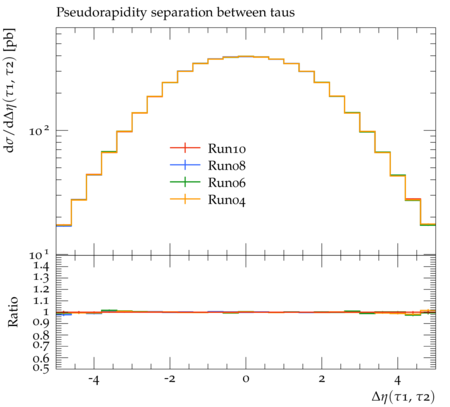 Pseudorapidity separation between taus
dσ/dΔη(τ1, τ2) [pb]
10²
10¹
Run10
Run08
Run06
Run04
Ratio
1.4
1.3
1.2
1.1
1
0.9
0.8
0.7
0.6
0.5
-4 -2 0 2 4
Δη(τ1, τ2)